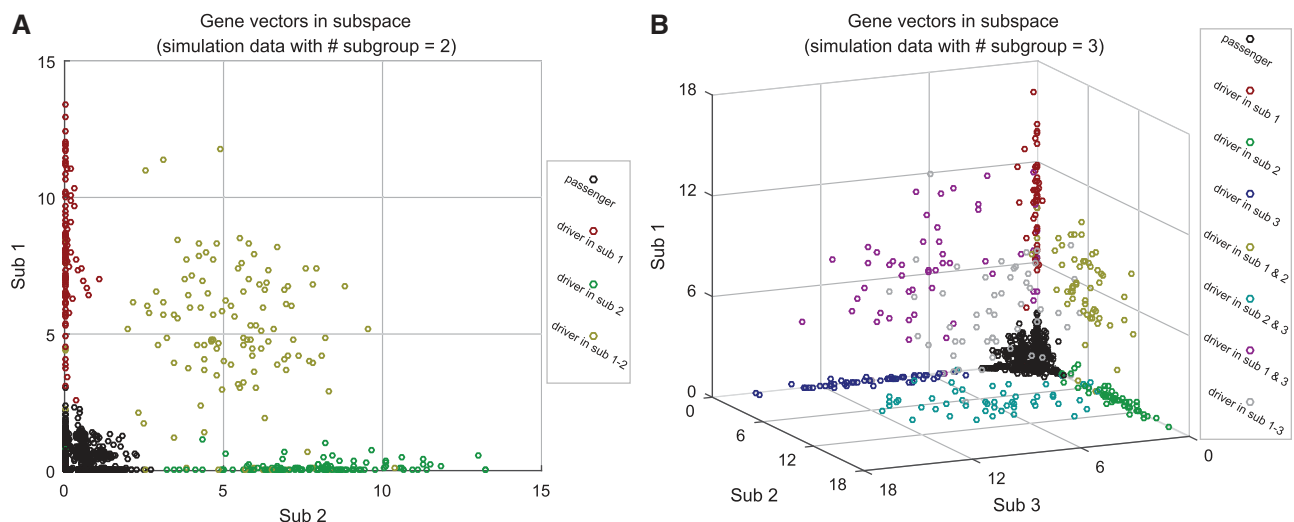 A
Gene vectors in subspace
(simulation data with # subgroup = 2)
15
10
5
0
Sub 1
0
5
10
15
Sub 2
passenger
driver in sub 1
driver in sub 2
driver in sub 1-2
B
Gene vectors in subspace
(simulation data with # subgroup = 3)
18
12
6
0
Sub 1
0
6
12
18
Sub 2
18
12
6
0
Sub 3
passenger
driver in sub 1
driver in sub 2
driver in sub 3
driver in sub 1 & 2
driver in sub 2 & 3
driver in sub 1 & 3
driver in sub 1-3